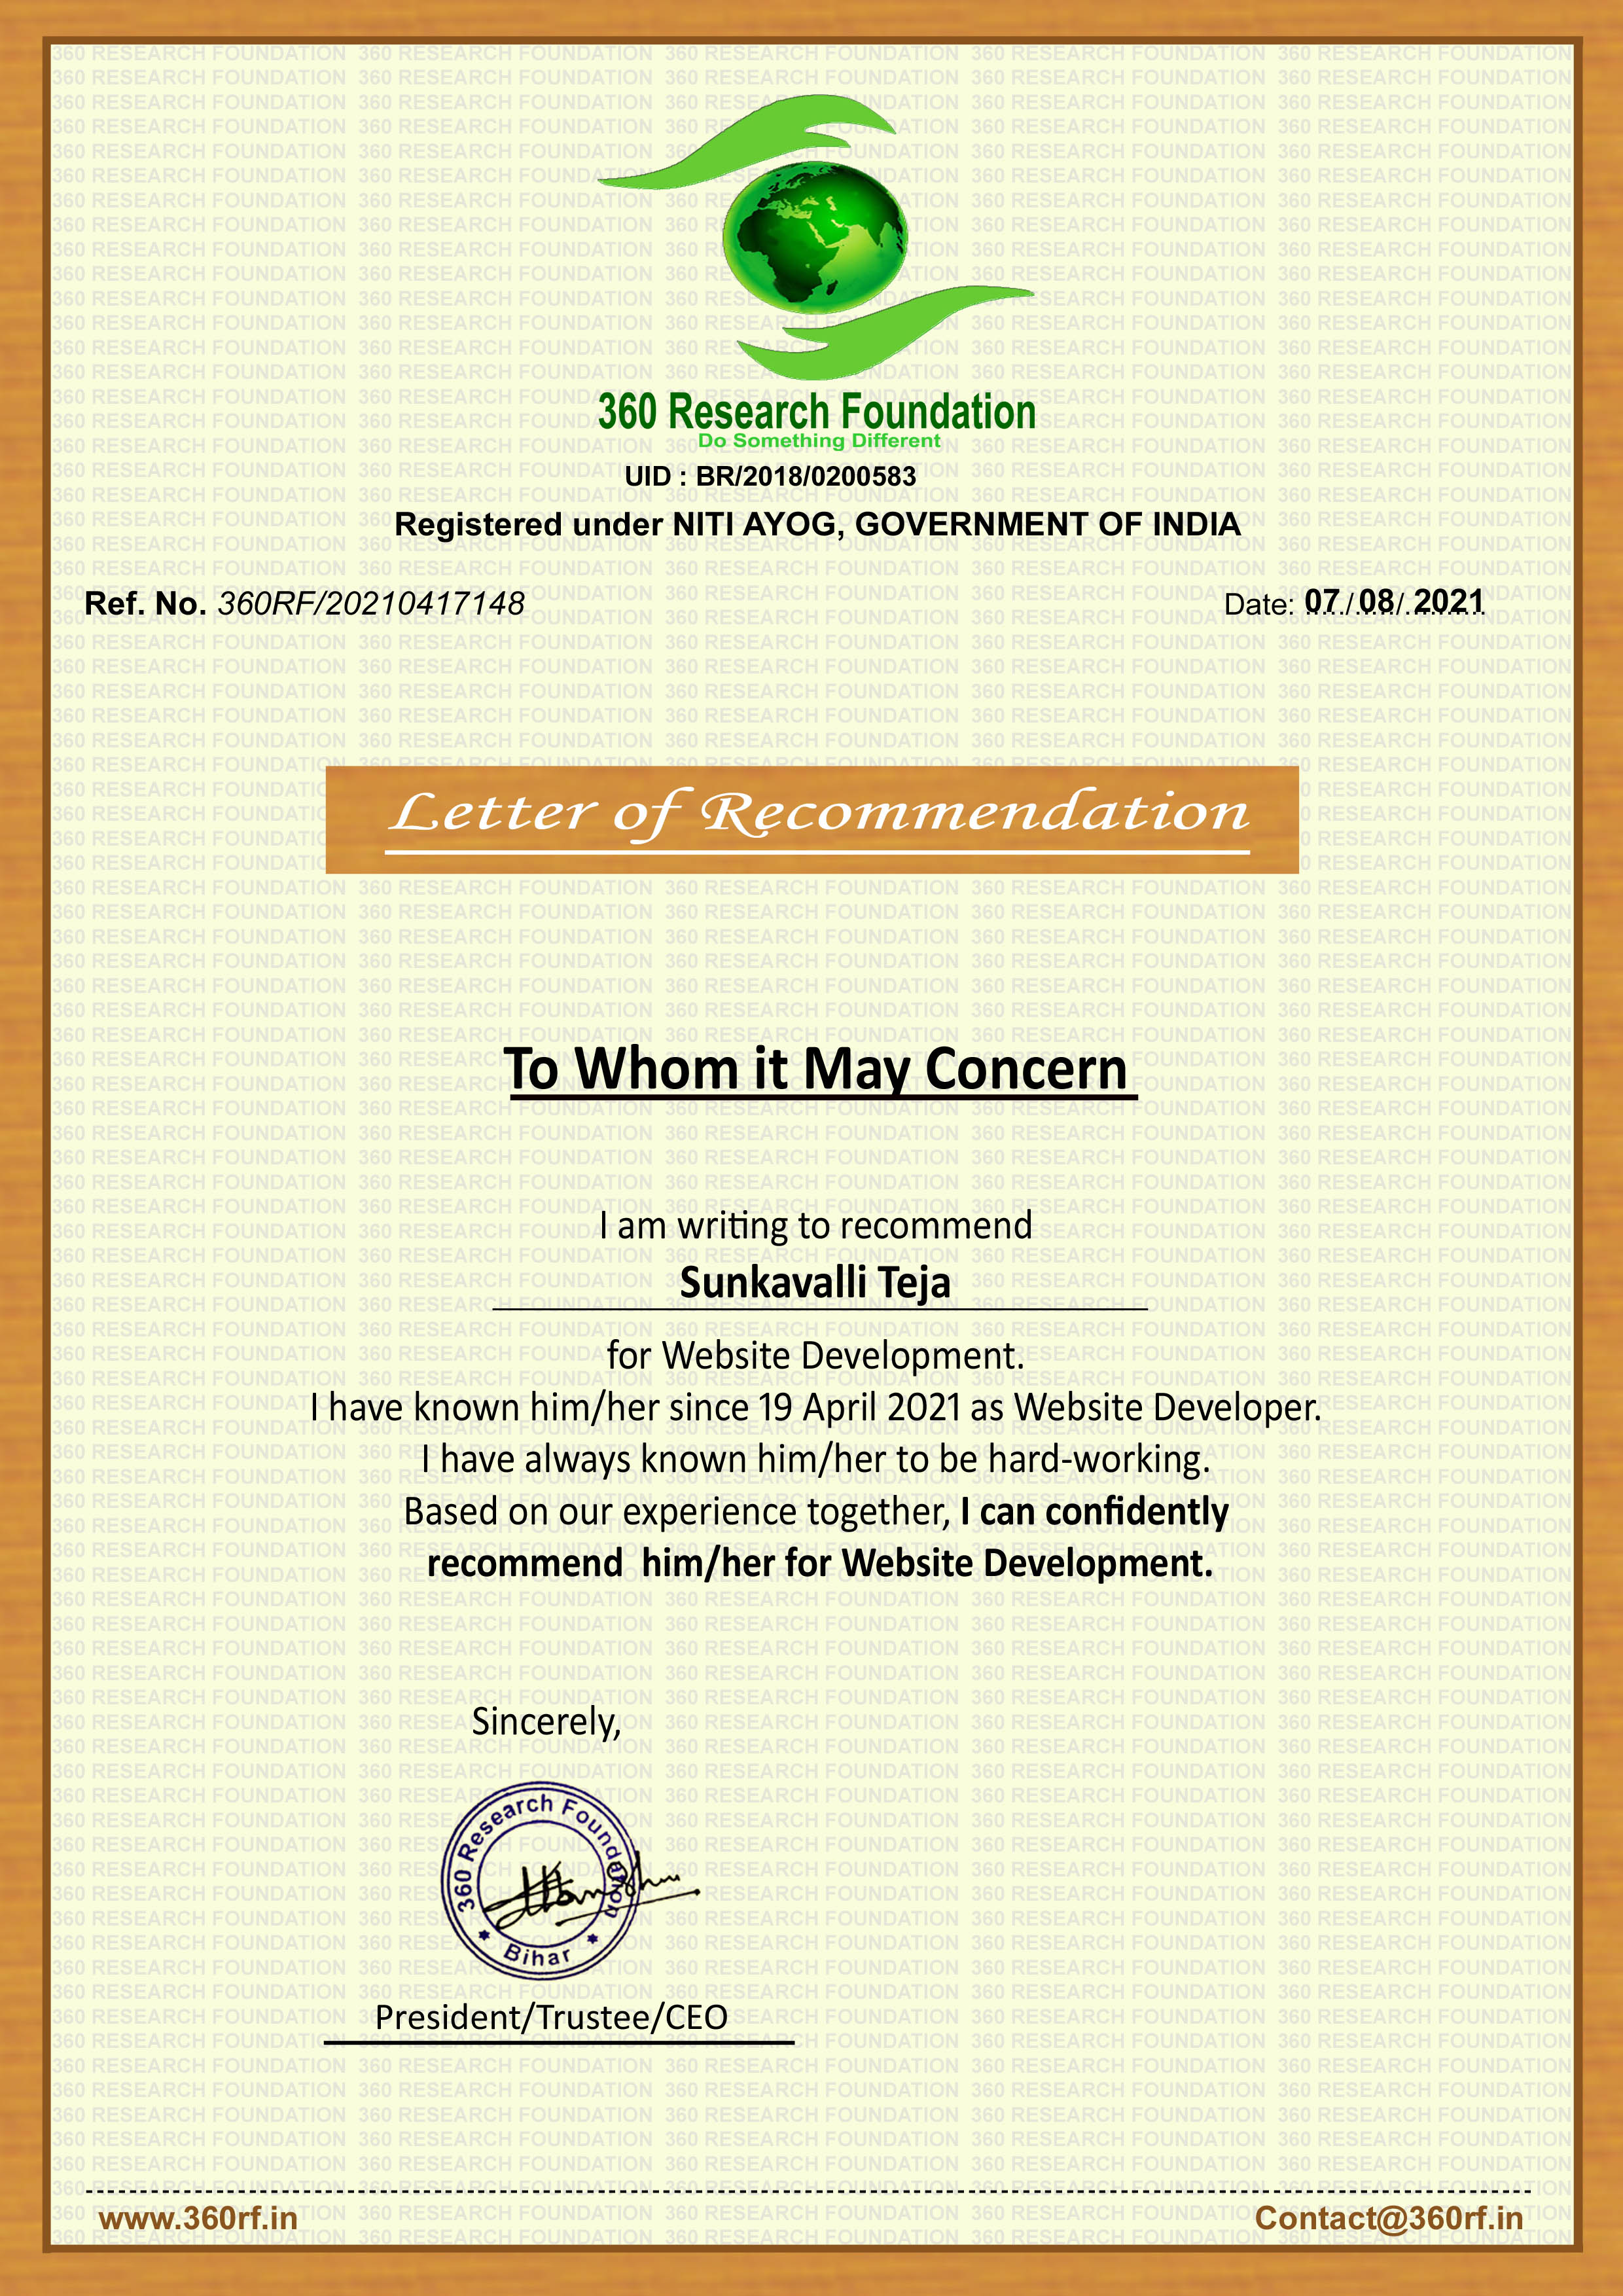 360 Research Foundation
Do Something Different
UID : BR/2018/0200583
Registered under NITI AYOG, GOVERNMENT OF INDIA
Ref. No. 360RF/20210417148
Date: 07/08/2021
Letter of Recommendation
To Whom it May Concern
I am writing to recommend
Sunkavalli Teja
for Website Development.
I have known him/her since 19 April 2021 as Website Developer.
I have always known him/her to be hard-working.
Based on our experience together, I can confidently
recommend him/her for Website Development.
Sincerely,
360 Research Foundation
Bihar
President/Trustee/CEO
www.360rf.in
Contact@360rf.in